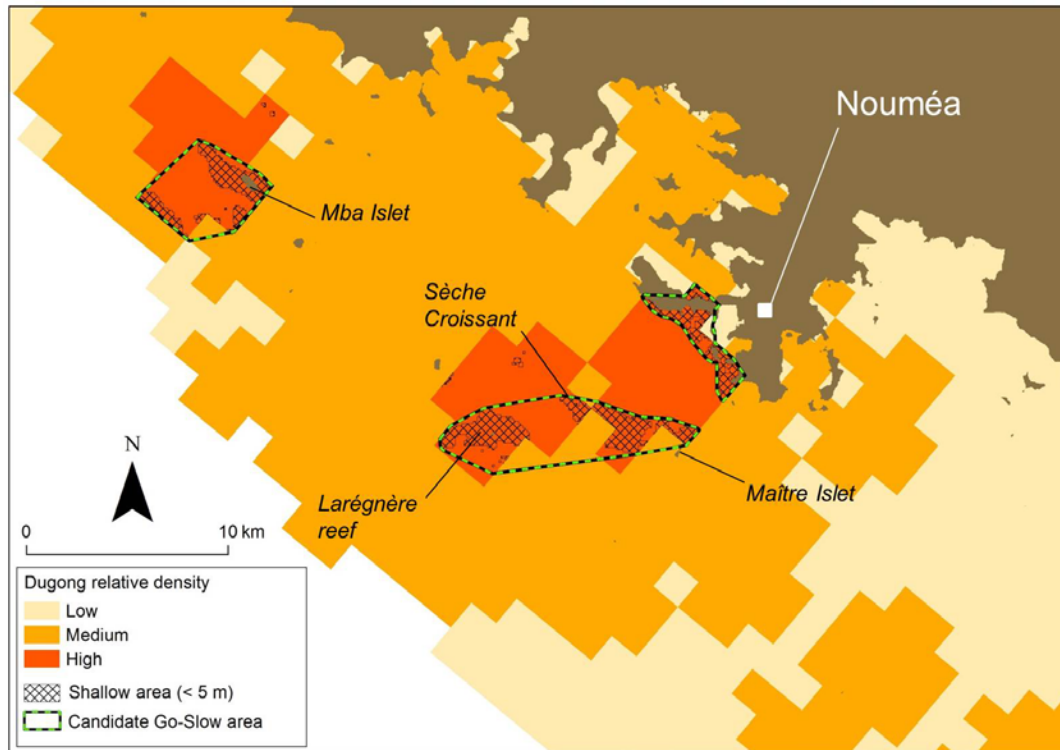 Nouméa
Mba Islet
Sèche
Croissant
Larégnère
reef
Maître Islet
N
0 10 km
Dugong relative density
Low
Medium
High
Shallow area (< 5 m)
Candidate Go-Slow area